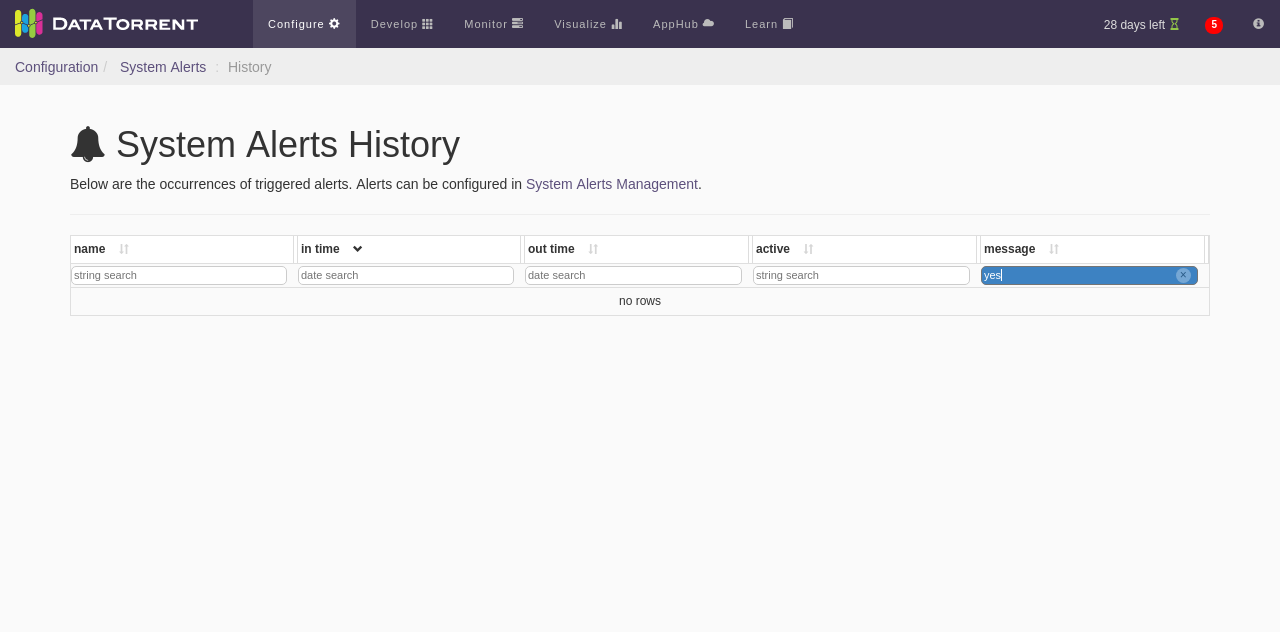 DATATORRENT Configure Develop Monitor Visualize AppHub Learn 28 days left 5
Configuration / System Alerts : History
System Alerts History
Below are the occurrences of triggered alerts. Alerts can be configured in System Alerts Management.
name in time out time active message
string search date search date search string search yes
no rows